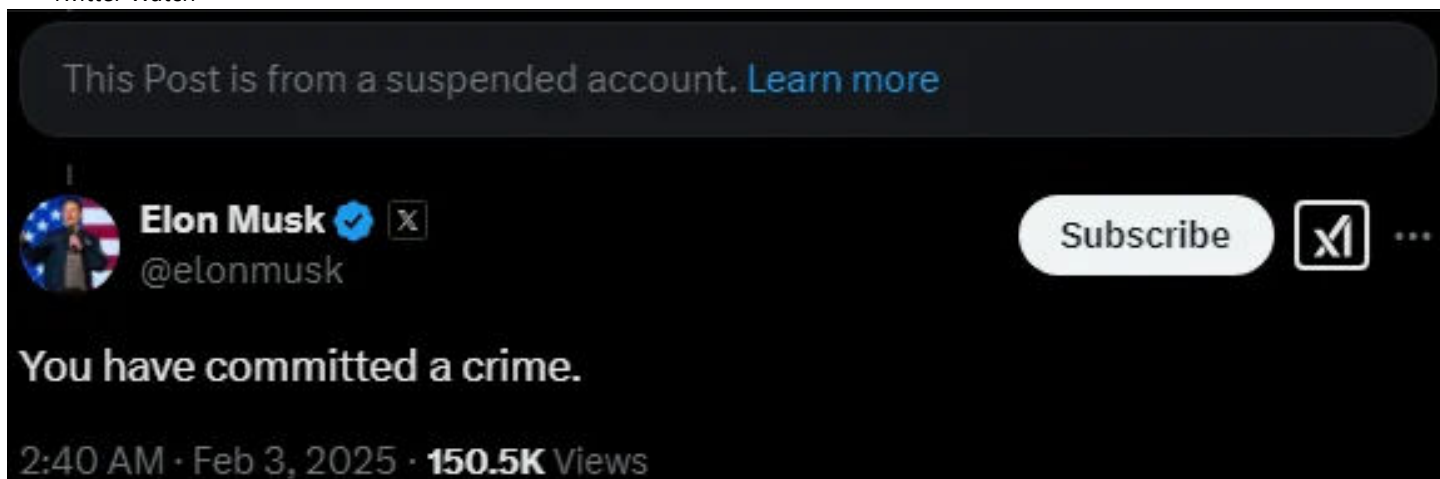 This Post is from a suspended account. Learn more
Elon Musk
@elonmusk
Subscribe
You have committed a crime.
2:40 AM · Feb 3, 2025 · 150.5K Views